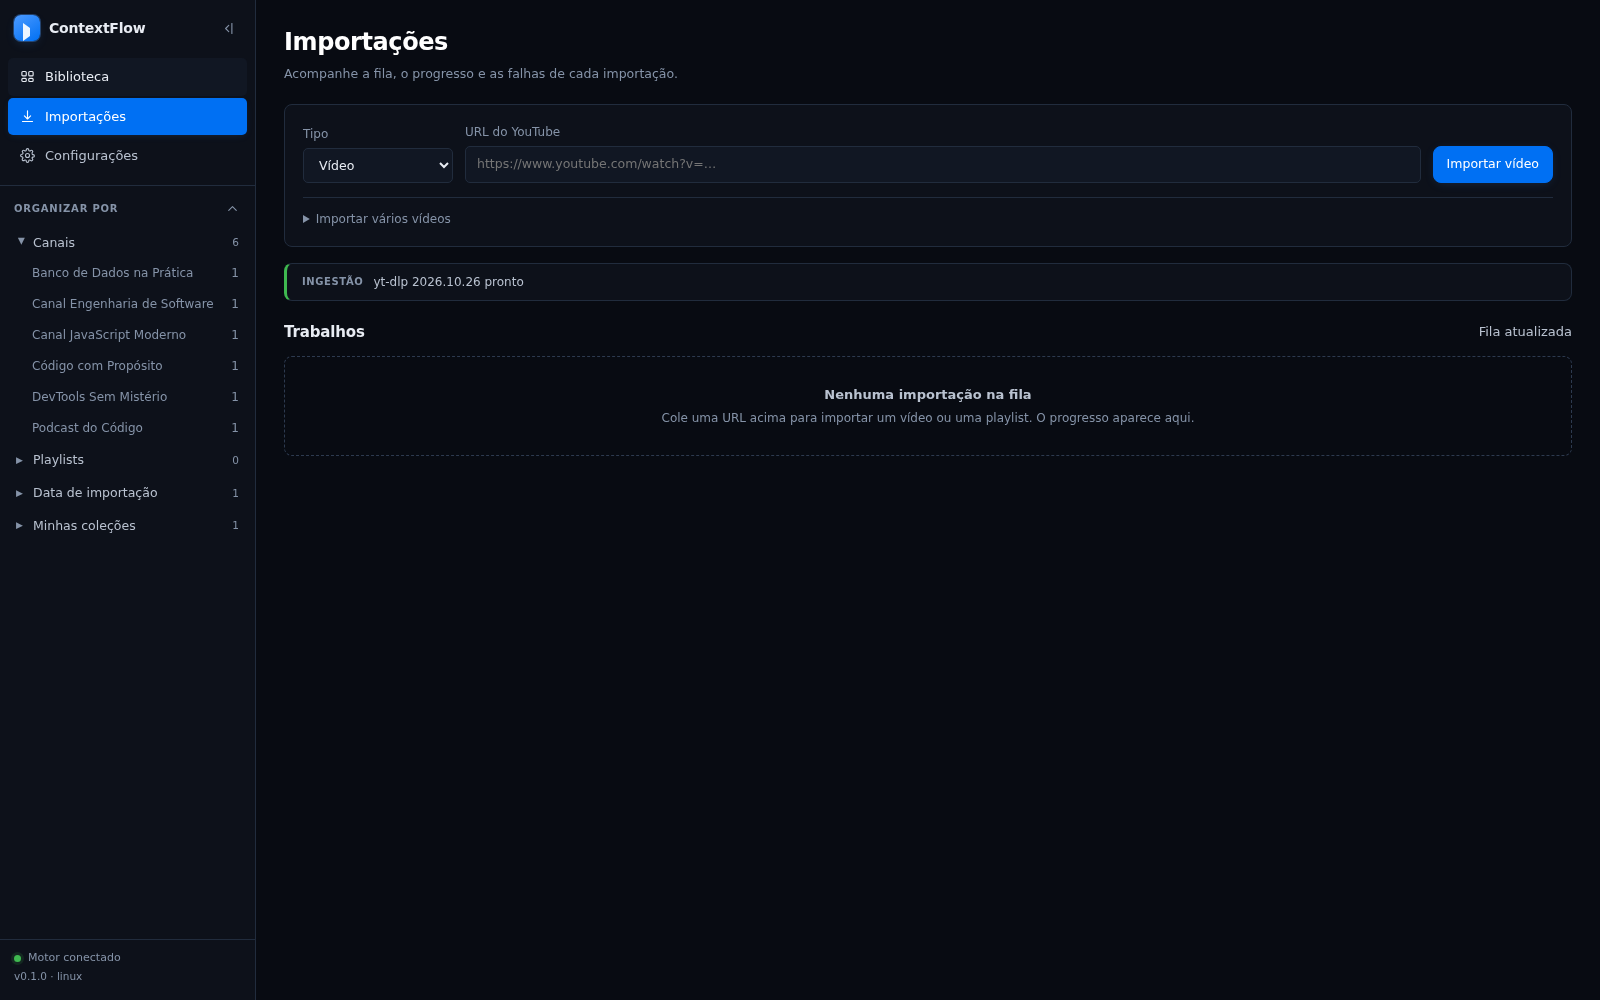 ContextFlow
Biblioteca
Importações
Configurações
ORGANIZAR POR
Canais 6
Banco de Dados na Prática 1
Canal Engenharia de Software 1
Canal JavaScript Moderno 1
Código com Propósito 1
DevTools Sem Mistério 1
Podcast do Código 1
Playlists 0
Data de importação 1
Minhas coleções 1
Motor conectado
v0.1.0 · linux
Importações
Acompanhe a fila, o progresso e as falhas de cada importação.
Tipo
Vídeo
URL do YouTube
https://www.youtube.com/watch?v=...
Importar vídeo
Importar vários vídeos
INGESTÃO yt-dlp 2026.10.26 pronto
Trabalhos
Fila atualizada
Nenhuma importação na fila
Cole uma URL acima para importar um vídeo ou uma playlist. O progresso aparece aqui.